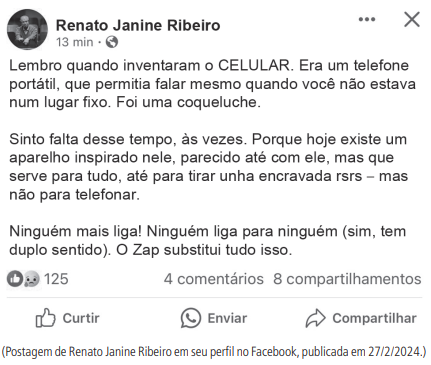 Renato Janine Ribeiro
13 min ·
Lembro quando inventaram o CELULAR. Era um telefone
portátil, que permitia falar mesmo quando você não estava
num lugar fixo. Foi uma coqueluche.
Sinto falta desse tempo, às vezes. Porque hoje existe um
aparelho inspirado nele, parecido até com ele, mas que
serve para tudo, até para tirar unha encravada rsrs – mas
não para telefonar.
Ninguém mais liga! Ninguém liga para ninguém (sim, tem
duplo sentido). O Zap substitui tudo isso.
125 4 comentários 8 compartilhamentos
Curtir Enviar Compartilhar
(Postagem de Renato Janine Ribeiro em seu perfil no Facebook, publicada em 27/2/2024.)